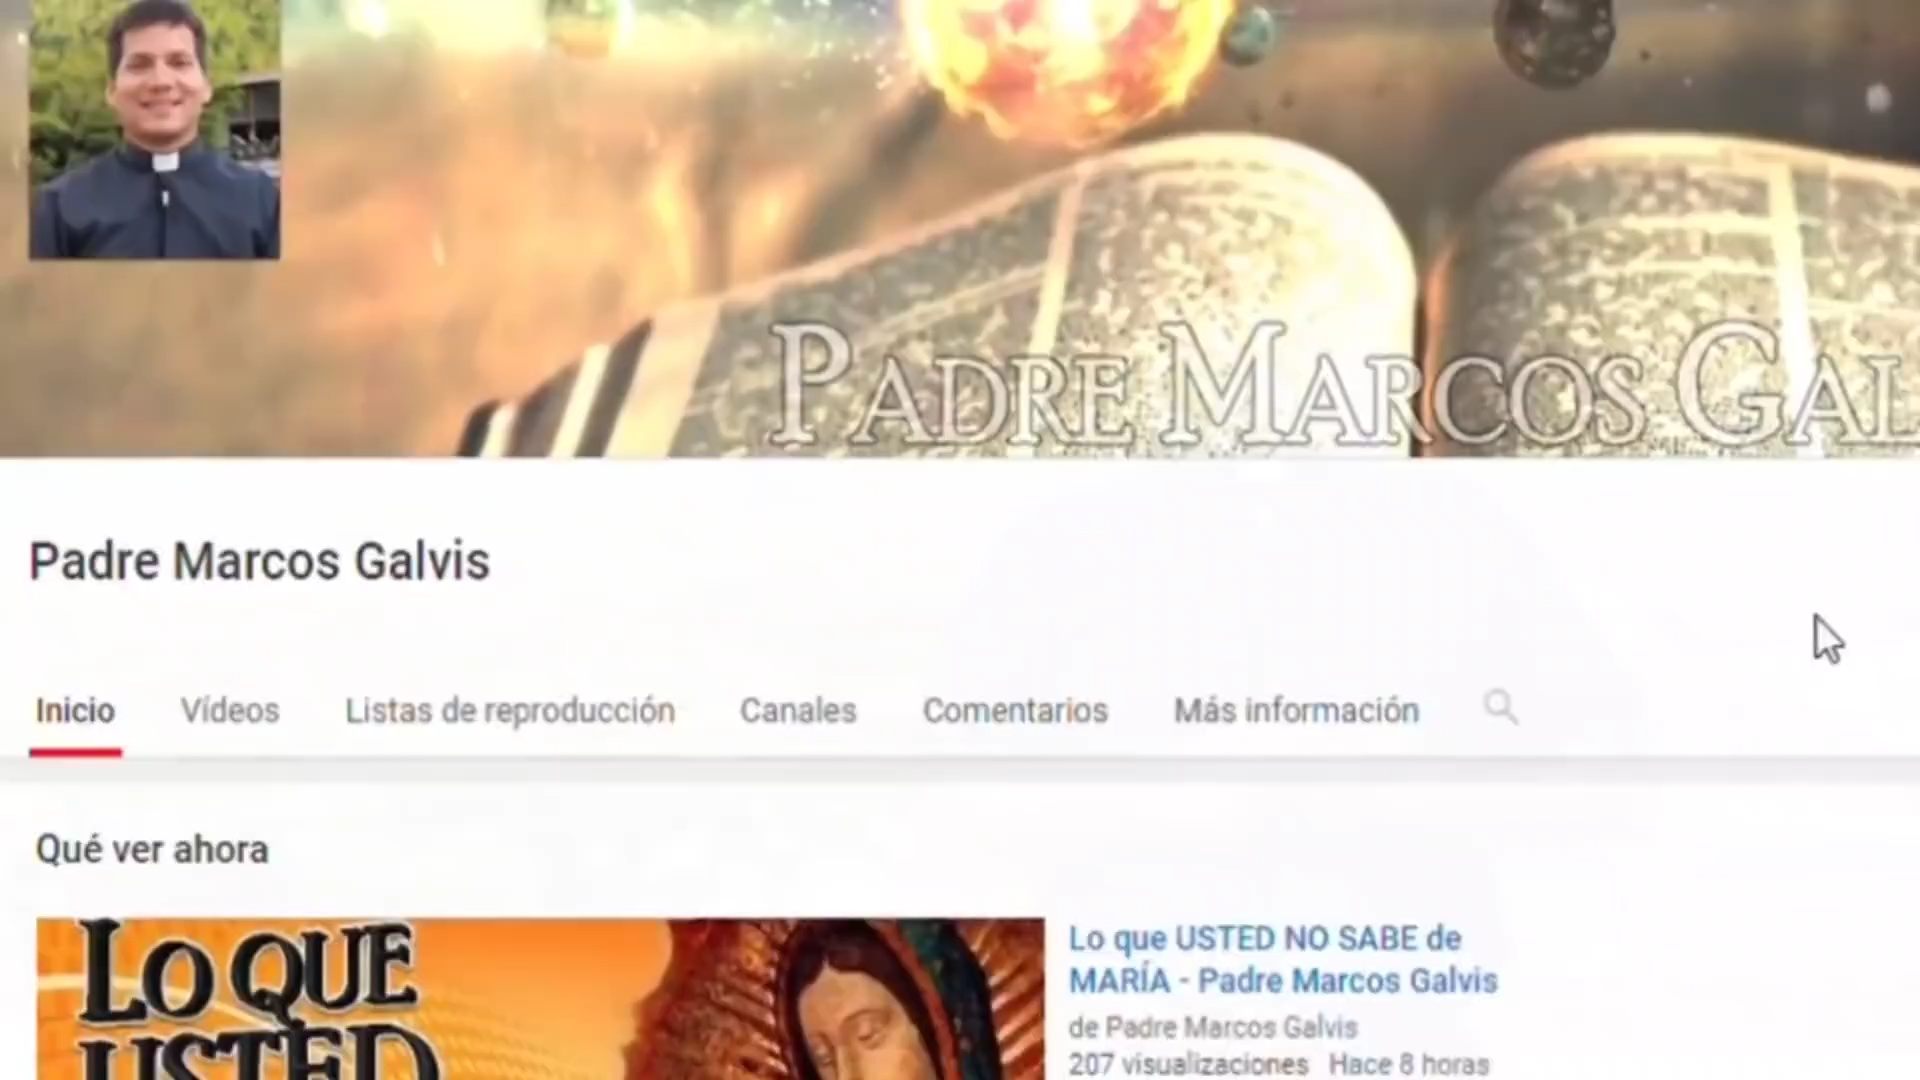 PADRE MARCOS GAL
Padre Marcos Galvis
Inicio Vídeos Listas de reproducción Canales Comentarios Más información
Qué ver ahora
LO QUE
USTED
Lo que USTED NO SABE de
MARÍA - Padre Marcos Galvis
de Padre Marcos Galvis
207 visualizaciones Hace 8 horas